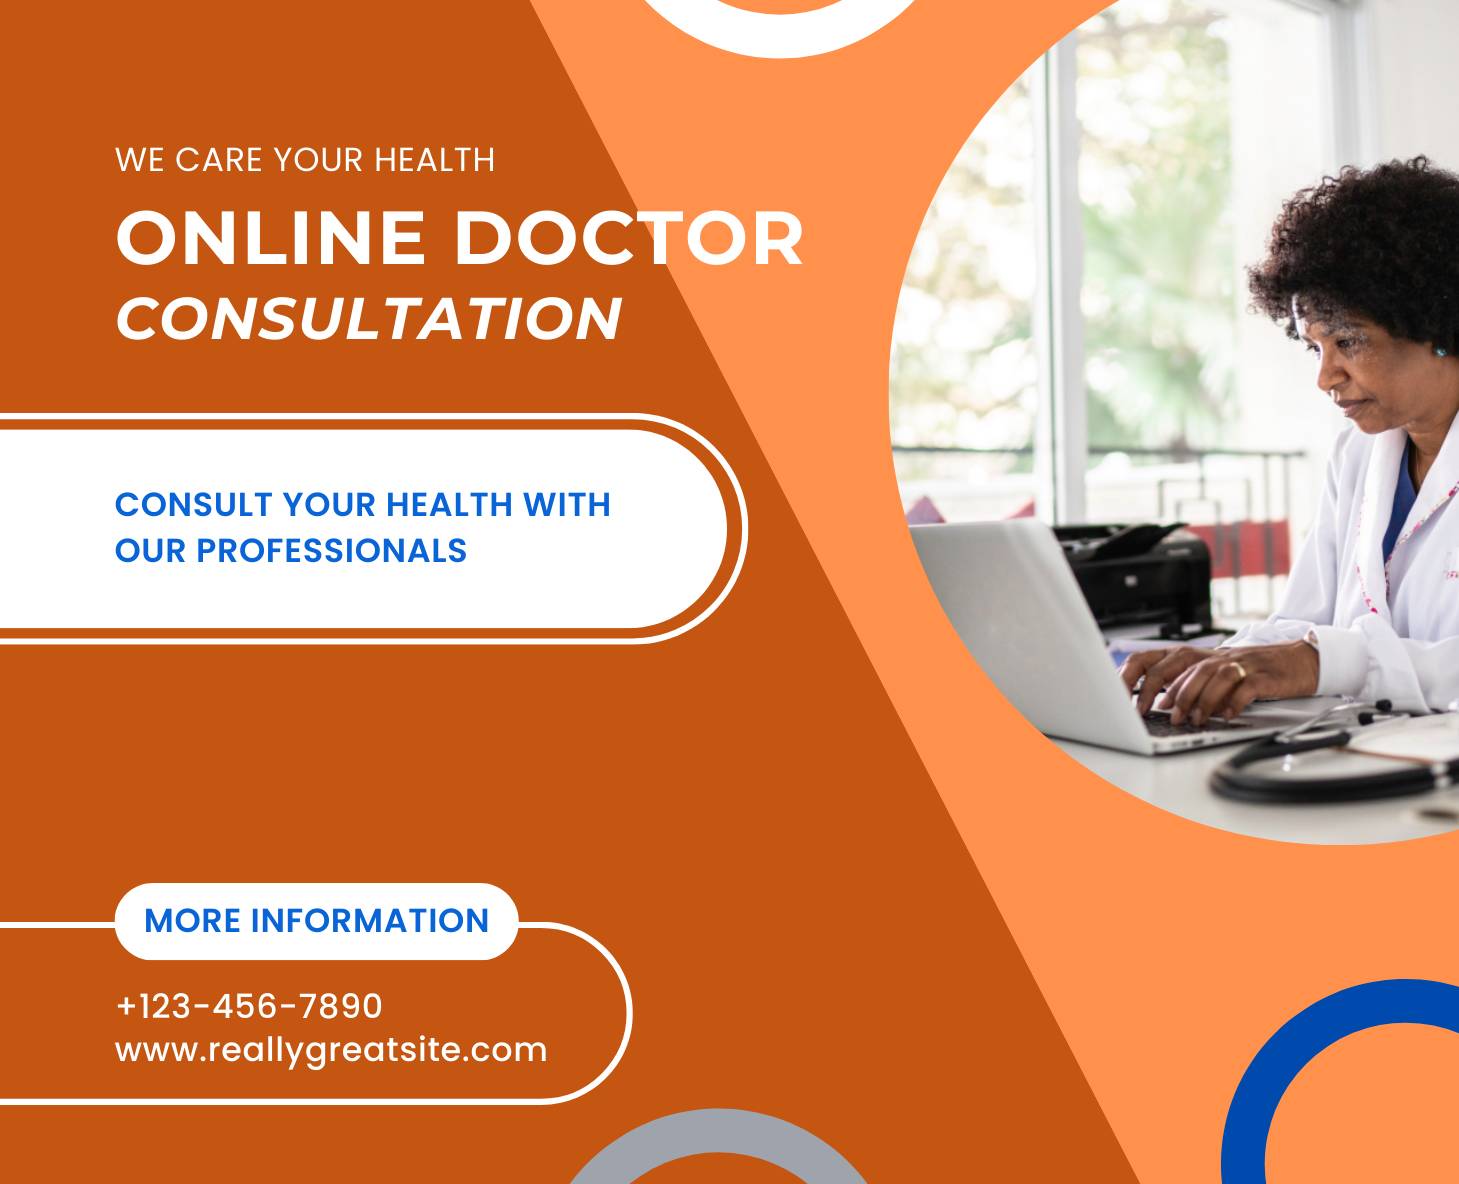 WE CARE YOUR HEALTH
ONLINE DOCTOR
CONSULTATION
CONSULT YOUR HEALTH WITH
OUR PROFESSIONALS
MORE INFORMATION
+123-456-7890
www.reallygreatsite.com